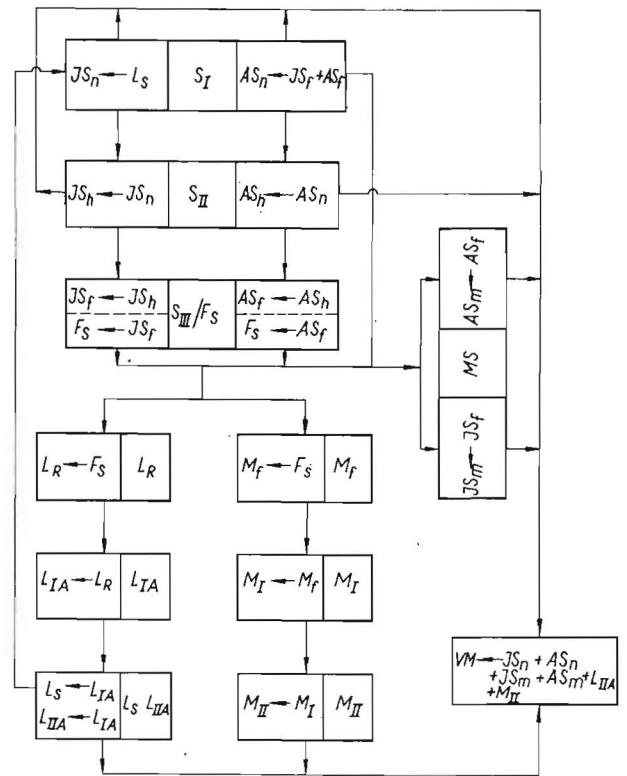 JSn ← Ls SI ASn ← JSf + ASf
JSh ← JSn SII ASh ← ASn
JSf ← JSh SIII/Fs ASf ← ASh
Fs ← JSf Fs ← ASf
ASm ← ASf
MS
JSm ← JSf
LR ← Fs LR
Mf ← Fs Mf
LIA ← LR LIA
MI ← Mf MI
Ls ← LIA Ls LIIA
LIIA ← LIA
MII ← MI MII
VM ← JSn + ASn
+ JSm + ASm + LIIA
+ MII